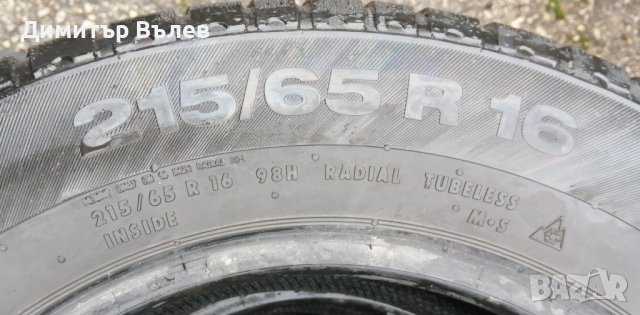 Димитър Вълев
215/65 R 16
215/65 R 16 98H RADIAL TUBELESS
INSIDE M·S
BAZAR